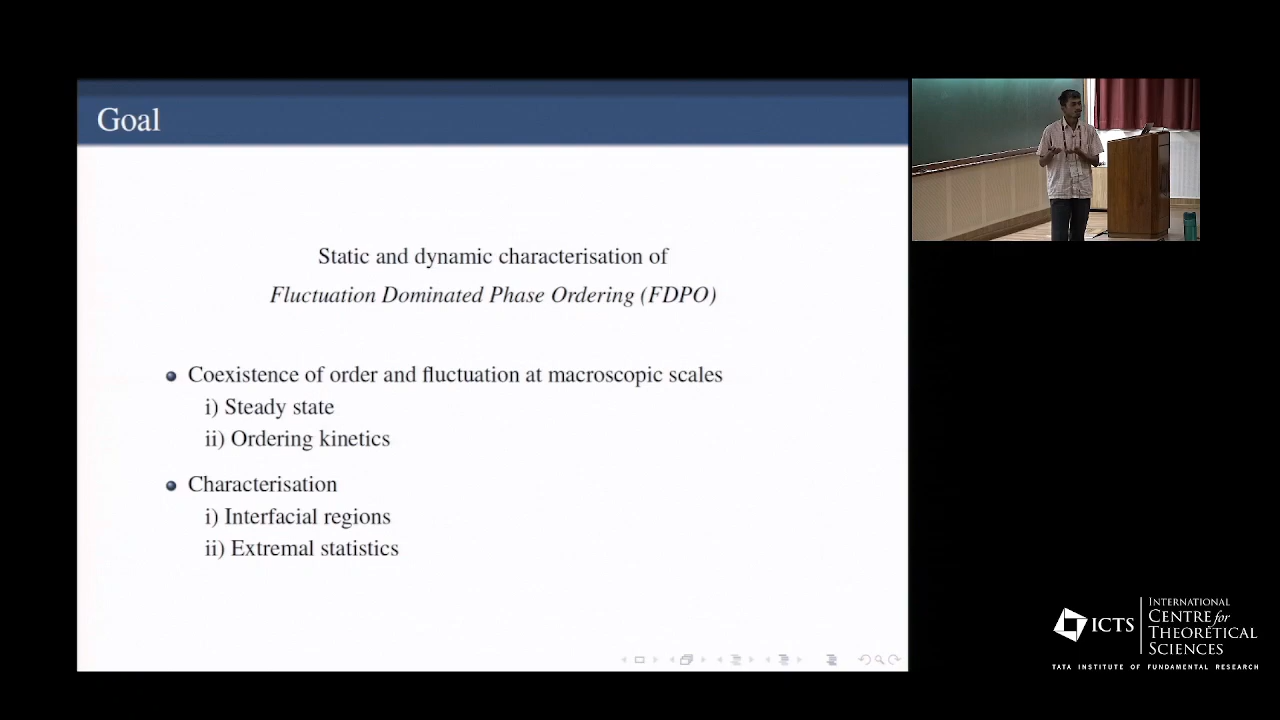 Goal
Static and dynamic characterisation of
Fluctuation Dominated Phase Ordering (FDPO)
Coexistence of order and fluctuation at macroscopic scales
i) Steady state
ii) Ordering kinetics
Characterisation
i) Interfacial regions
ii) Extremal statistics
ICTS
INTERNATIONAL
CENTRE for
THEORETICAL
SCIENCES
TATA INSTITUTE OF FUNDAMENTAL RESEARCH